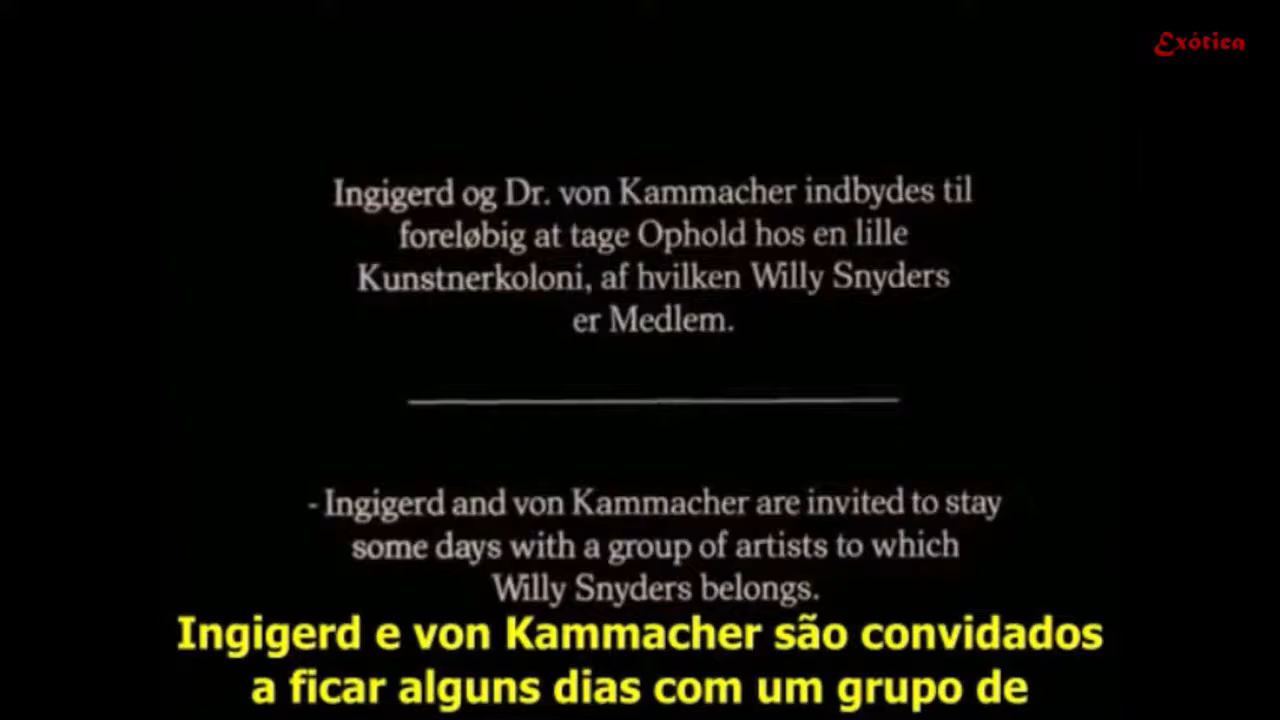 Exótica
Ingigerd og Dr. von Kammacher indbydes til
foreløbig at tage Ophold hos en lille
Kunstnerkoloni, af hvilken Willy Snyders
er Medlem.
- Ingigerd and von Kammacher are invited to stay
some days with a group of artists to which
Willy Snyders belongs.
Ingigerd e von Kammacher são convidados
a ficar alguns dias com um grupo de